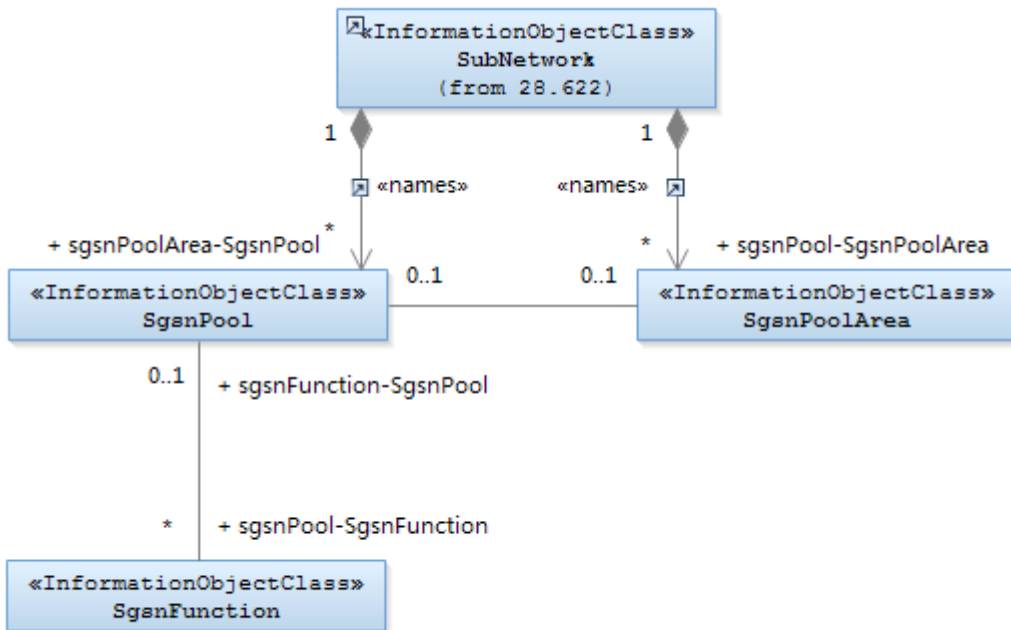 «InformationObjectClass»
SubNetwork
(from 28.622)
1
1
«names»
«names»
*
*
+ sgsnPoolArea-SgsnPool
+ sgsnPool-SgsnPoolArea
0..1
0..1
«InformationObjectClass»
SgsnPool
«InformationObjectClass»
SgsnPoolArea
0..1
+ sgsnFunction-SgsnPool
*
+ sgsnPool-SgsnFunction
«InformationObjectClass»
SgsnFunction